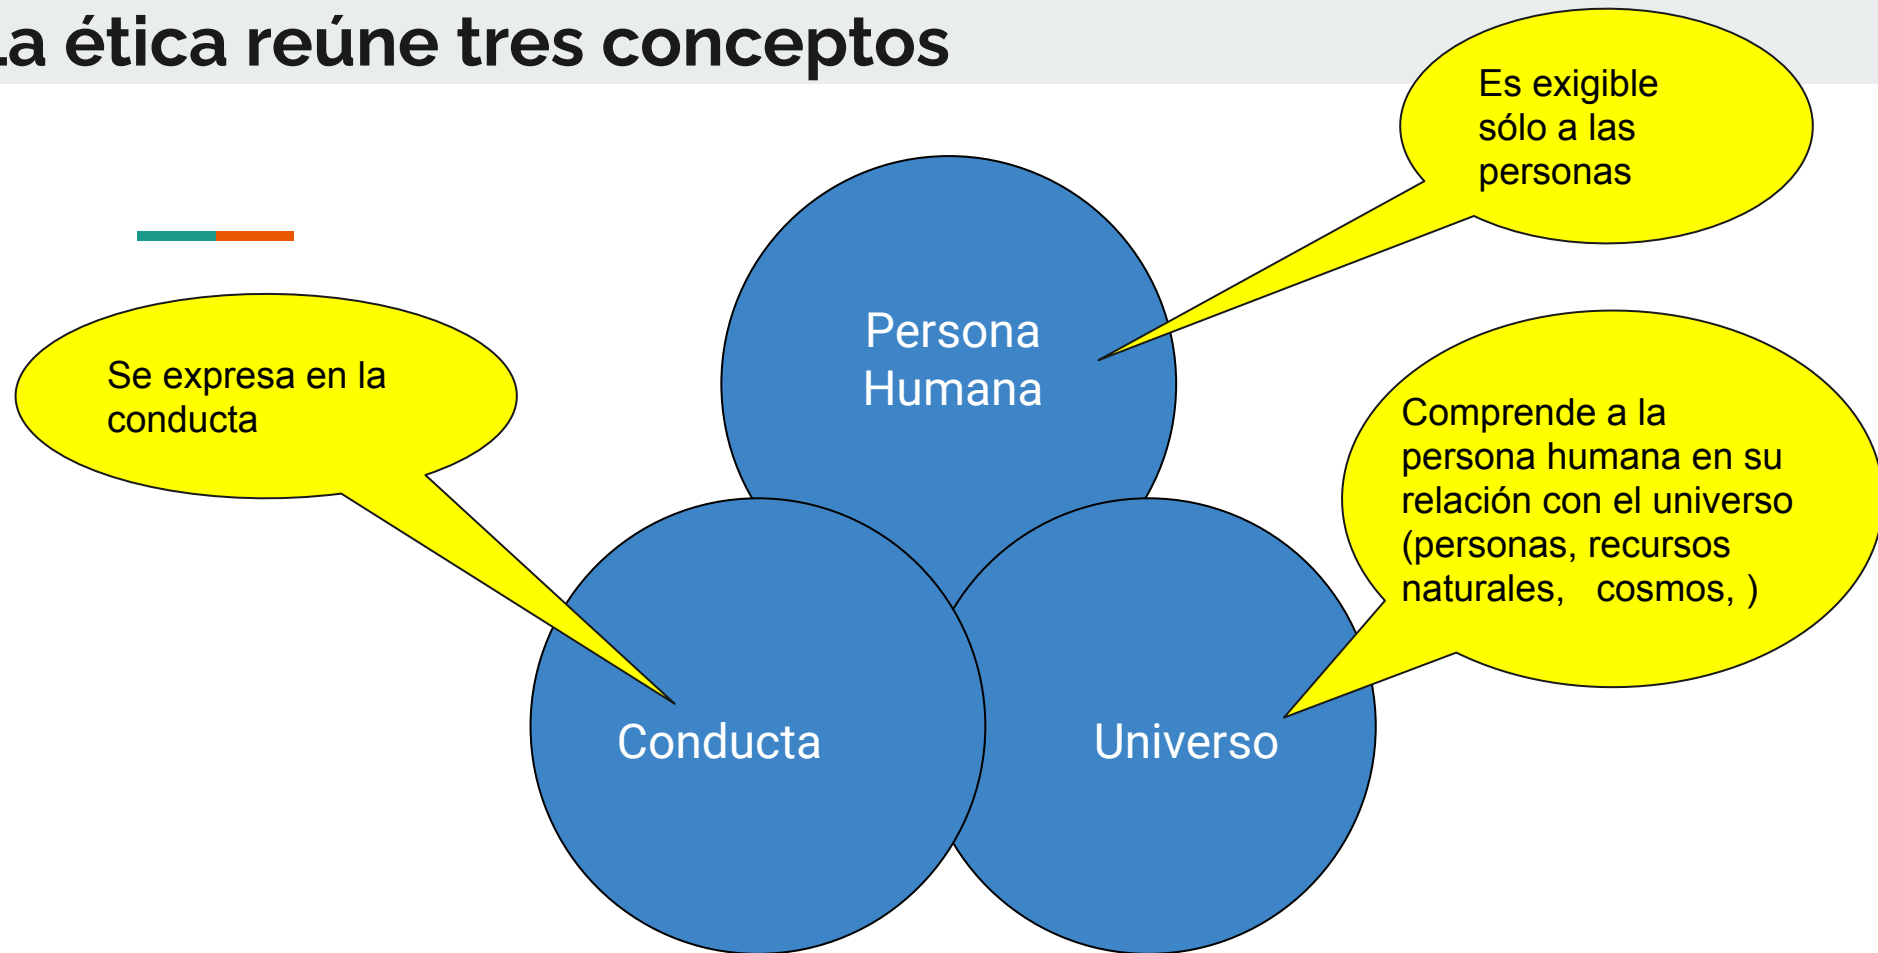 La ética reúne tres conceptos
Es exigible
sólo a las
personas
Persona
Humana
Se expresa en la
conducta
Comprende a la
persona humana en su
relación con el universo
(personas, recursos
naturales,   cosmos, )
Conducta
Universo